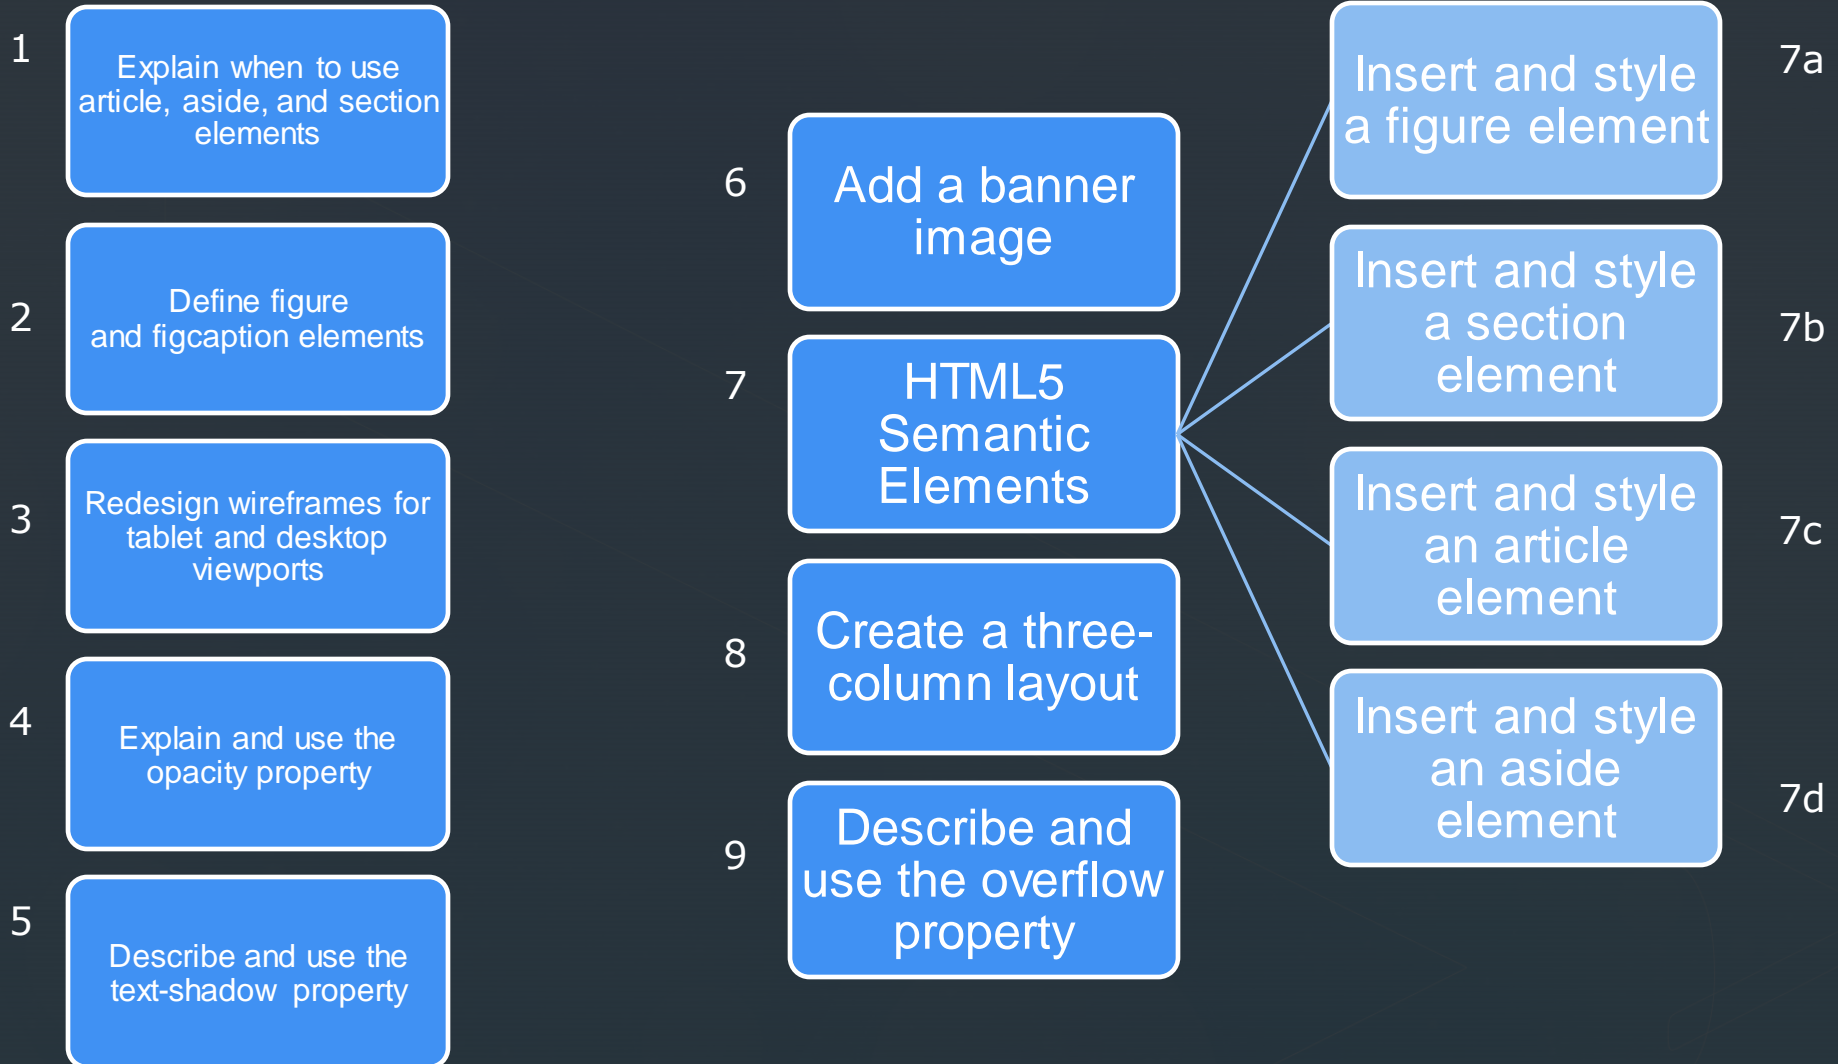 1
Explain when to use
article, aside, and section
elements
2
Define figure
and figcaption elements
3
Redesign wireframes for
tablet and desktop
viewports
4
Explain and use the
opacity property
5
Describe and use the
text-shadow property
6
Add a banner
image
7
HTML5
Semantic
Elements
8
Create a three-
column layout
9
Describe and
use the overflow
property
7a
Insert and style
a figure element
7b
Insert and style
a section
element
7c
Insert and style
an article
element
7d
Insert and style
an aside
element